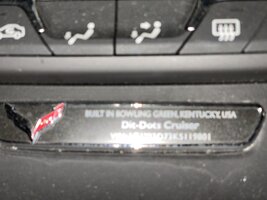 BUILT IN BOWLING GREEN, KENTUCKY, USA
Dit-Dots Cruiser